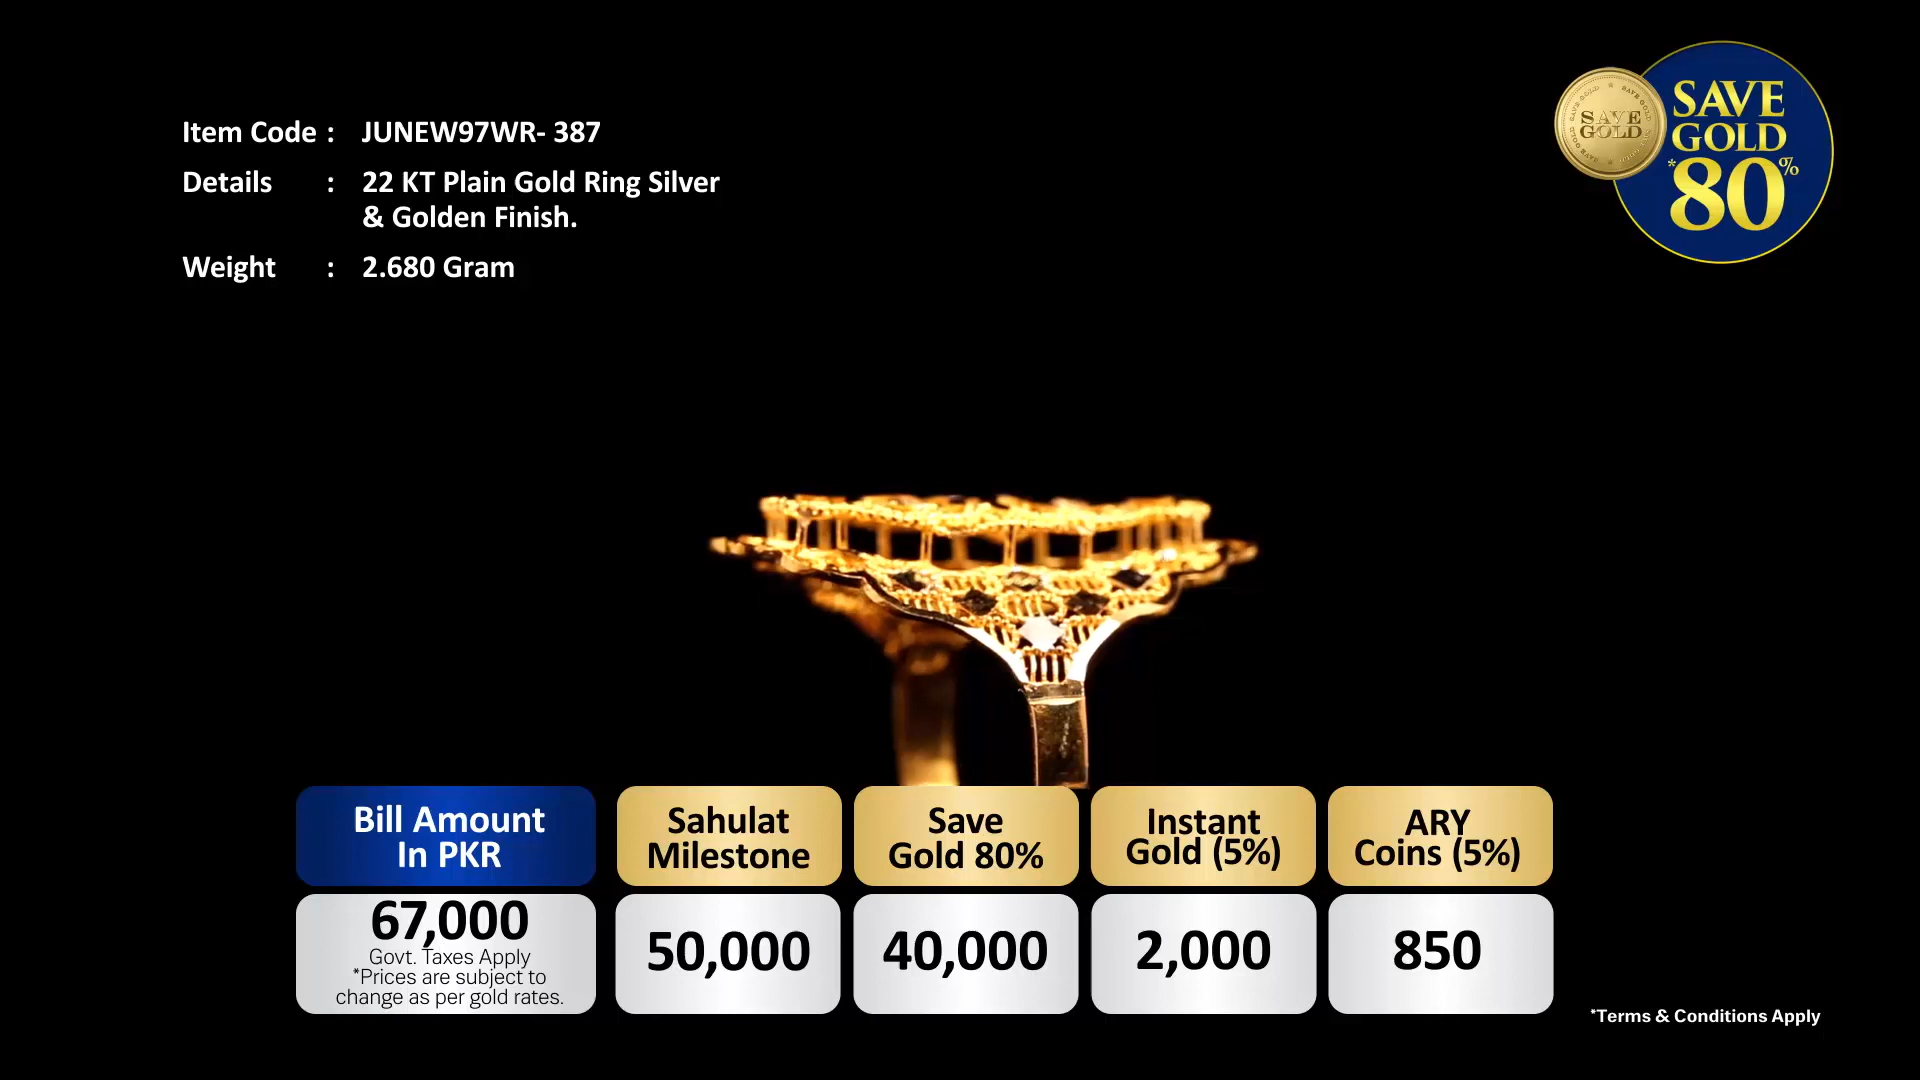 Item Code : JUNEW97WR- 387
Details : 22 KT Plain Gold Ring Silver
& Golden Finish.
Weight : 2.680 Gram
SAVE
GOLD
SAVE
GOLD
*80%
Bill Amount
In PKR
67,000
Govt. Taxes Apply
*Prices are subject to
change as per gold rates.
Sahulat
Milestone
50,000
Save
Gold 80%
40,000
Instant
Gold (5%)
2,000
ARY
Coins (5%)
850
*Terms & Conditions Apply